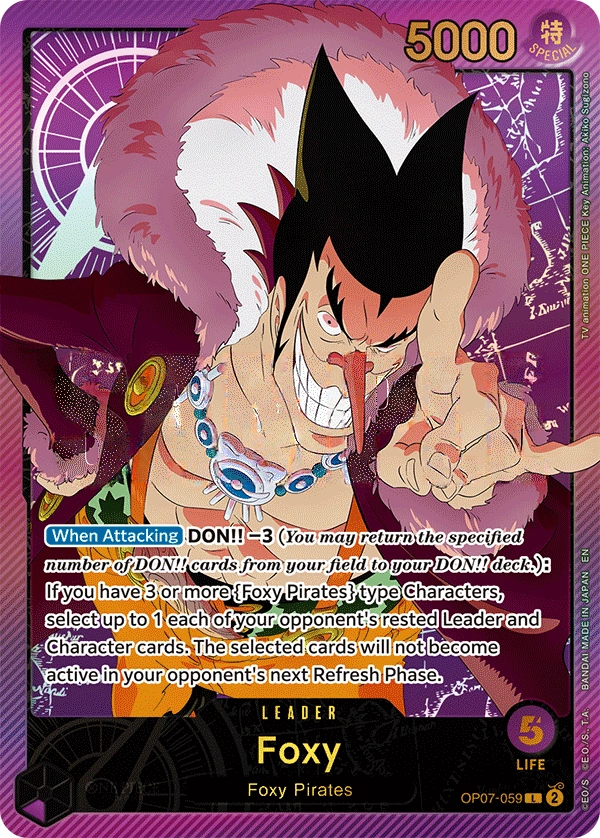 5000
特
SPECIAL
TV animation ONE PIECE Key Animation: Akiko Sugizono
When Attacking DON!! −3 (You may return the specified
number of DON!! cards from your field to your DON!! deck.):
If you have 3 or more {Foxy Pirates} type Characters,
select up to 1 each of your opponent's rested Leader and
Character cards. The selected cards will not become
active in your opponent's next Refresh Phase.
©E.O/S ©E.O./S., T.A. BANDAI MADE IN JAPAN EN
LEADER
5
LIFE
Foxy
Foxy Pirates
OP07-059 L 2